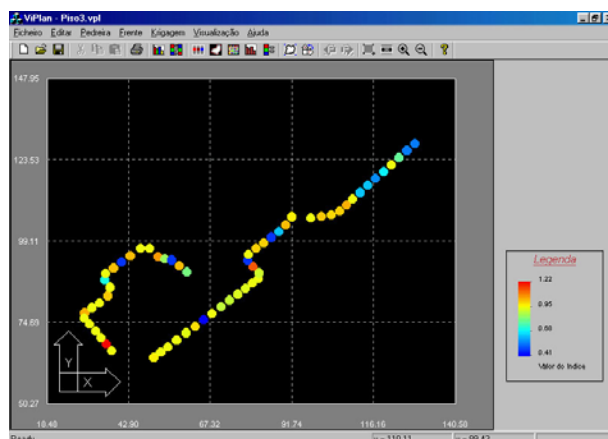 ViPlan - Piso3.vpl
Ficheiro Editar Pedreira Frente Krigagem Visualização Ajuda
147.95
123.53
99.11
74.69
50.27
Y
X
18.48 42.90 67.32 91.74 116.16 140.58
Legenda
1.22
0.95
0.68
0.41
Valor do Indice
Ready